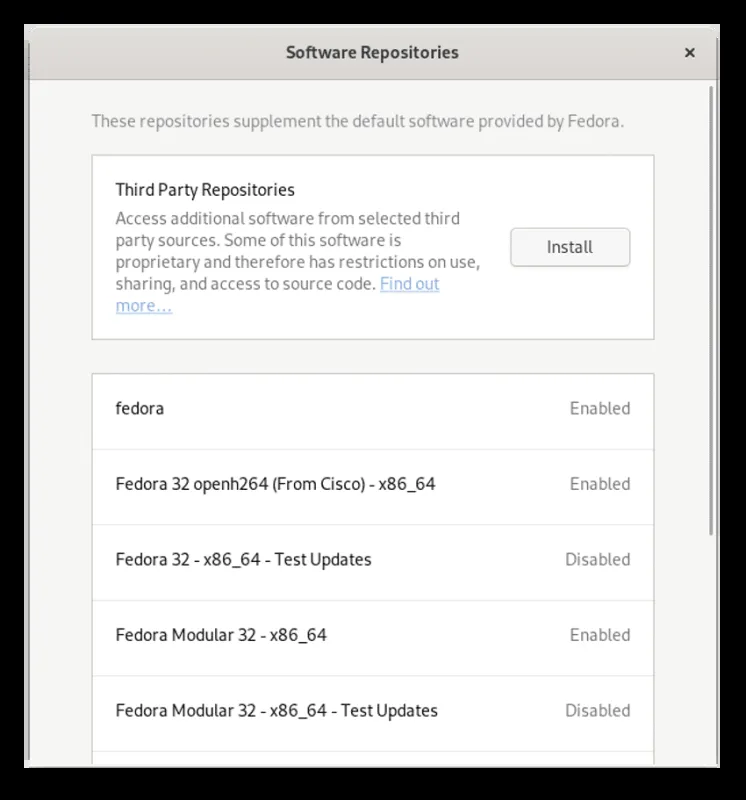 Software Repositories
×
These repositories supplement the default software provided by Fedora.
Third Party Repositories
Access additional software from selected third
party sources. Some of this software is
proprietary and therefore has restrictions on use,
sharing, and access to source code. Find out
more…
Install
fedora Enabled
Fedora 32 openh264 (From Cisco) - x86_64 Enabled
Fedora 32 - x86_64 - Test Updates Disabled
Fedora Modular 32 - x86_64 Enabled
Fedora Modular 32 - x86_64 - Test Updates Disabled